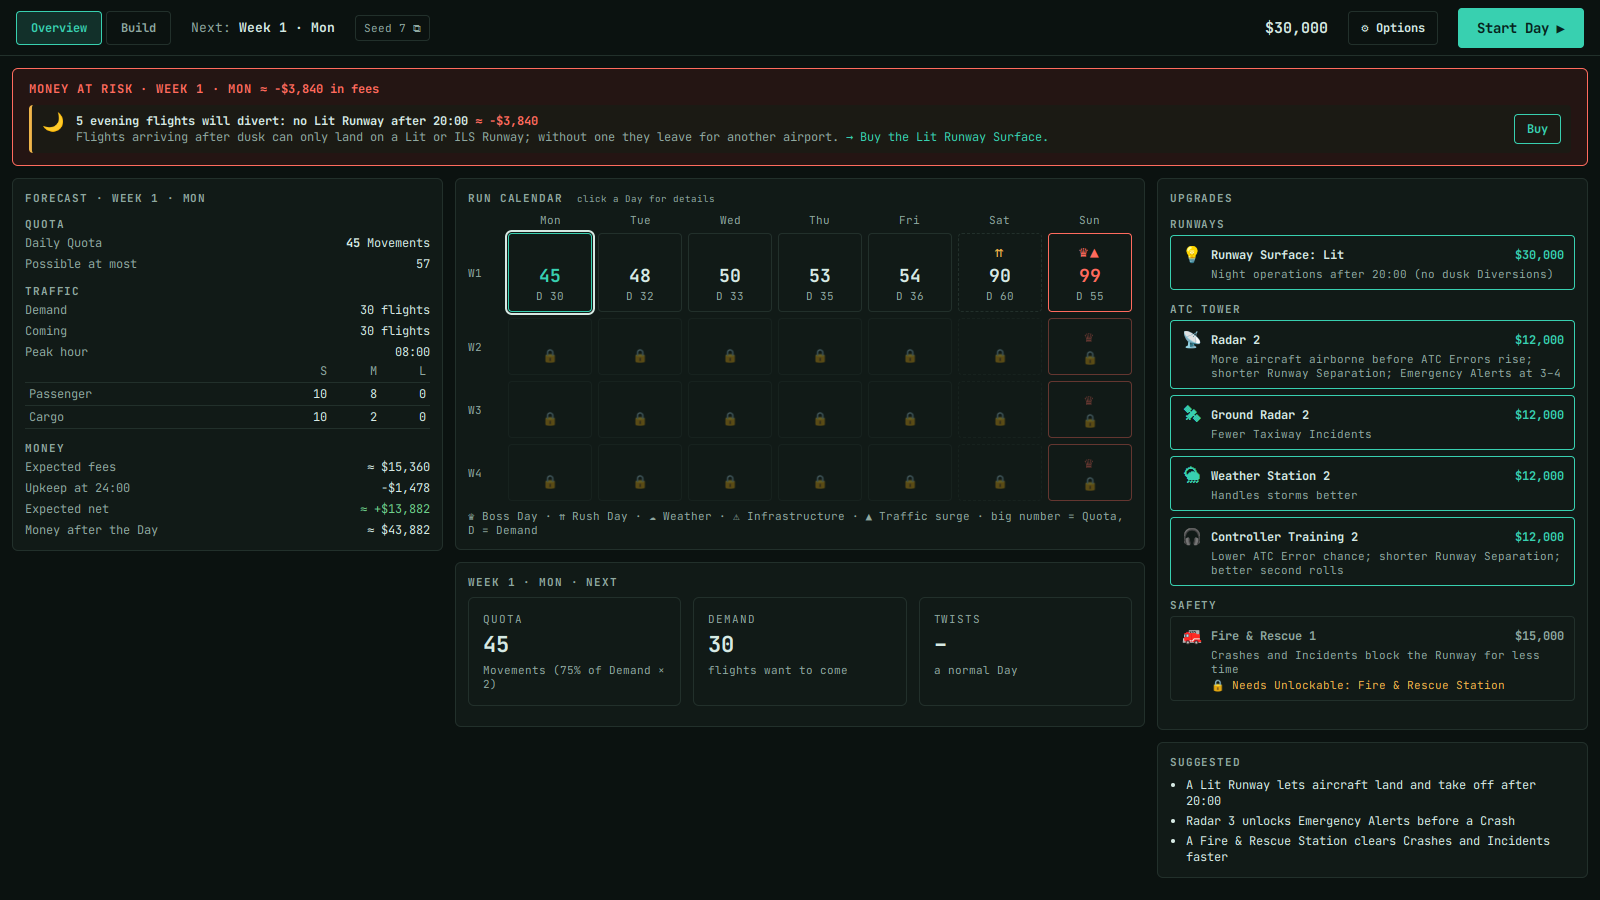 Overview
Build
Next: Week 1 · Mon
Seed 7
$30,000
Options
Start Day ▶
MONEY AT RISK · WEEK 1 · MON ≈ -$3,840 in fees
5 evening flights will divert: no Lit Runway after 20:00 ≈ -$3,840
Flights arriving after dusk can only land on a Lit or ILS Runway; without one they leave for another airport. → Buy the Lit Runway Surface.
Buy
FORECAST · WEEK 1 · MON
QUOTA
Daily Quota 45 Movements
Possible at most 57
TRAFFIC
Demand 30 flights
Coming 30 flights
Peak hour 08:00
S M L
Passenger 10 8 0
Cargo 10 2 0
MONEY
Expected fees ≈ $15,360
Upkeep at 24:00 -$1,478
Expected net ≈ +$13,882
Money after the Day ≈ $43,882
RUN CALENDAR click a Day for details
Mon Tue Wed Thu Fri Sat Sun
W1
45 48 50 53 54 90 99
D 30 D 32 D 33 D 35 D 36 D 60 D 55
W2
W3
W4
♛ Boss Day · ⇈ Rush Day · ☁ Weather · ⚠ Infrastructure · ▲ Traffic surge · big number = Quota,
D = Demand
WEEK 1 · MON · NEXT
QUOTA
45
Movements (75% of Demand ×
2)
DEMAND
30
flights want to come
TWISTS
–
a normal Day
UPGRADES
RUNWAYS
Runway Surface: Lit $30,000
Night operations after 20:00 (no dusk Diversions)
ATC TOWER
Radar 2 $12,000
More aircraft airborne before ATC Errors rise;
shorter Runway Separation; Emergency Alerts at 3–4
Ground Radar 2 $12,000
Fewer Taxiway Incidents
Weather Station 2 $12,000
Handles storms better
Controller Training 2 $12,000
Lower ATC Error chance; shorter Runway Separation;
better second rolls
SAFETY
Fire & Rescue 1 $15,000
Crashes and Incidents block the Runway for less
time
Needs Unlockable: Fire & Rescue Station
SUGGESTED
• A Lit Runway lets aircraft land and take off after
20:00
• Radar 3 unlocks Emergency Alerts before a Crash
• A Fire & Rescue Station clears Crashes and Incidents
faster